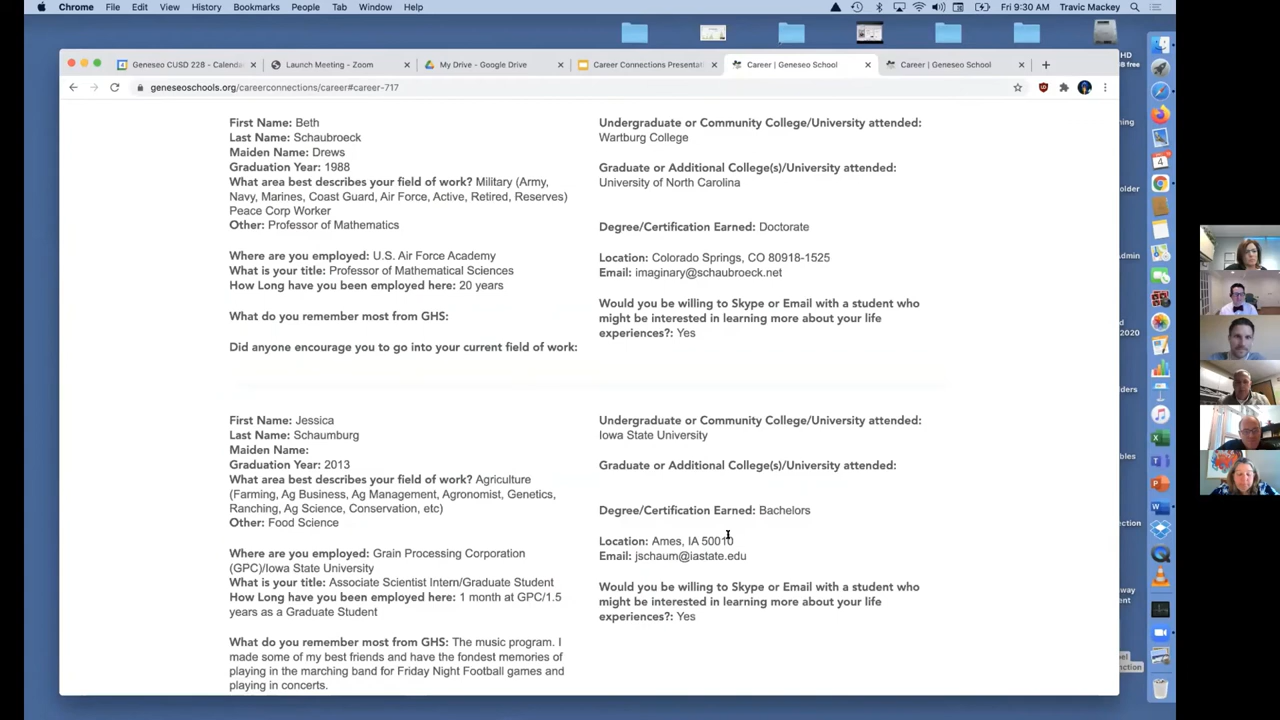 Chrome File Edit View History Bookmarks People Tab Window Help
Fri 9:30 AM Travic Mackey
Geneseo CUSD 228 - Calenda
Launch Meeting - Zoom
My Drive - Google Drive
Career Connections Presentati
Career | Geneseo School
Career | Geneseo School
geneseoschools.org/careerconnections/career#career-717
First Name: Beth
Last Name: Schaubroeck
Maiden Name: Drews
Graduation Year: 1988
What area best describes your field of work? Military (Army,
Navy, Marines, Coast Guard, Air Force, Active, Retired, Reserves)
Peace Corp Worker
Other: Professor of Mathematics
Where are you employed: U.S. Air Force Academy
What is your title: Professor of Mathematical Sciences
How Long have you been employed here: 20 years
What do you remember most from GHS:
Did anyone encourage you to go into your current field of work:
Undergraduate or Community College/University attended:
Wartburg College
Graduate or Additional College(s)/University attended:
University of North Carolina
Degree/Certification Earned: Doctorate
Location: Colorado Springs, CO 80918-1525
Email: imaginary@schaubroeck.net
Would you be willing to Skype or Email with a student who
might be interested in learning more about your life
experiences?: Yes
First Name: Jessica
Last Name: Schaumburg
Maiden Name:
Graduation Year: 2013
What area best describes your field of work? Agriculture
(Farming, Ag Business, Ag Management, Agronomist, Genetics,
Ranching, Ag Science, Conservation, etc)
Other: Food Science
Where are you employed: Grain Processing Corporation
(GPC)/Iowa State University
What is your title: Associate Scientist Intern/Graduate Student
How Long have you been employed here: 1 month at GPC/1.5
years as a Graduate Student
What do you remember most from GHS: The music program. I
made some of my best friends and have the fondest memories of
playing in the marching band for Friday Night Football games and
playing in concerts.
Undergraduate or Community College/University attended:
Iowa State University
Graduate or Additional College(s)/University attended:
Degree/Certification Earned: Bachelors
Location: Ames, IA 50010
Email: jschaum@iastate.edu
Would you be willing to Skype or Email with a student who
might be interested in learning more about your life
experiences?: Yes
HD
free
2020